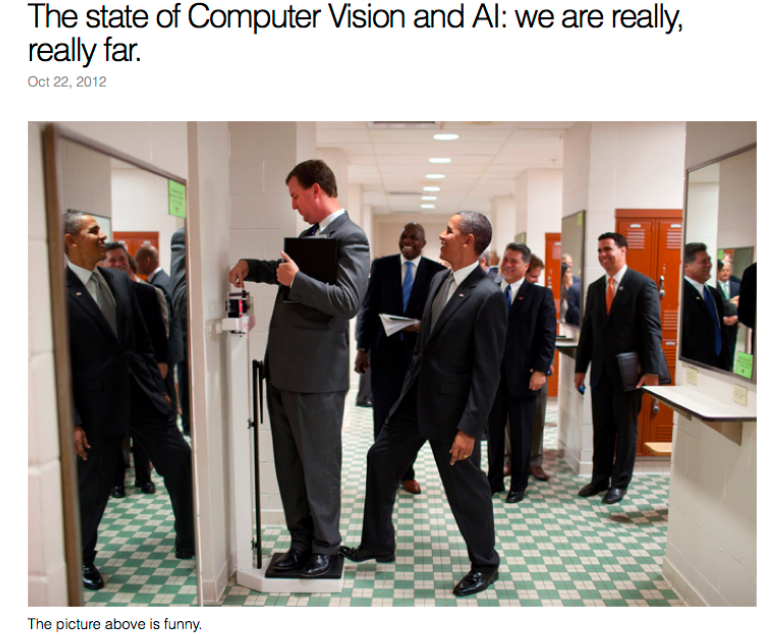 The state of Computer Vision and AI: we are really,
really far.
Oct 22, 2012
The picture above is funny.